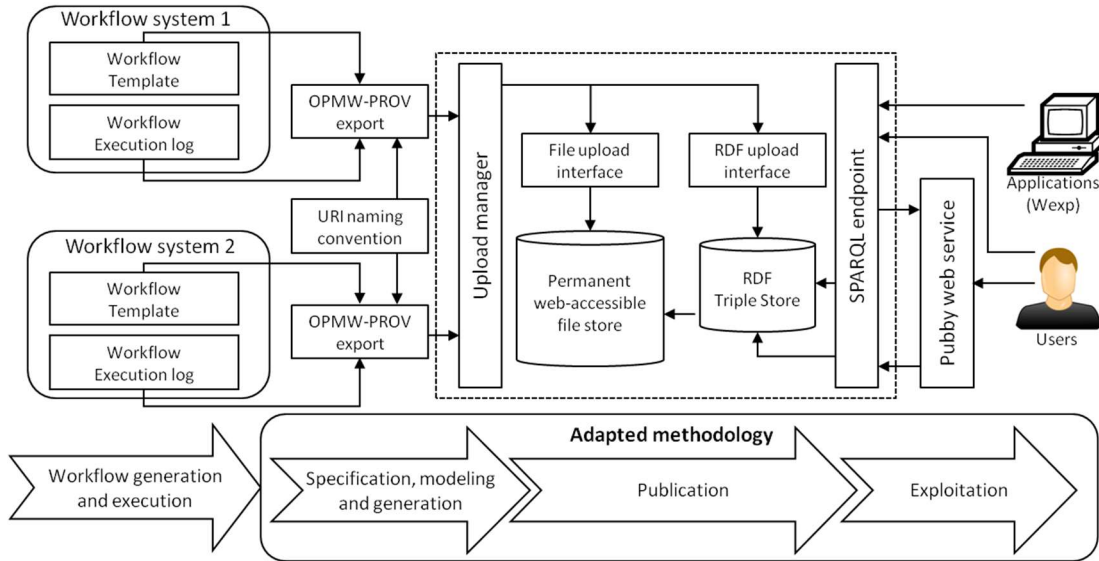 Workflow system 1
Workflow
Template
Workflow
Execution log
OPMW-PROV
export
URI naming
convention
Workflow system 2
Workflow
Template
Workflow
Execution log
OPMW-PROV
export
Upload manager
File upload
interface
RDF upload
interface
Permanent
web-accessible
file store
RDF
Triple Store
SPARQL endpoint
Pubby web service
Applications
(Wexp)
Users
Adapted methodology
Workflow generation
and execution
Specification, modeling
and generation
Publication
Exploitation